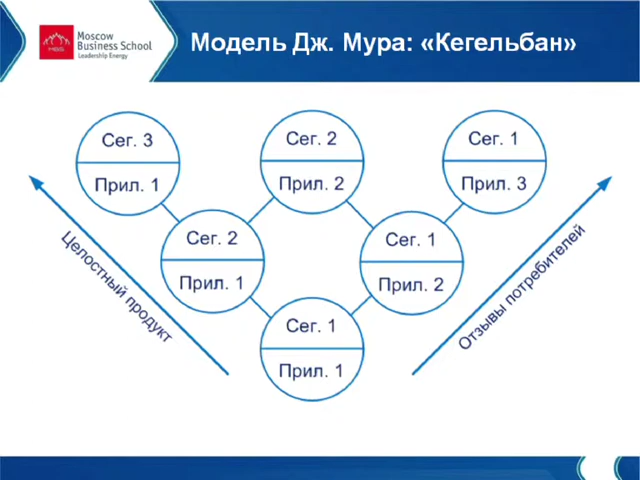 Moscow
Business School
Leadership Energy
MBS
Модель Дж. Мура: «Кегельбан»
Сег. 3
Прил. 1
Сег. 2
Прил. 2
Сег. 1
Прил. 3
Сег. 2
Прил. 1
Сег. 1
Прил. 2
Сег. 1
Прил. 1
Целостный продукт
Отзывы потребителей